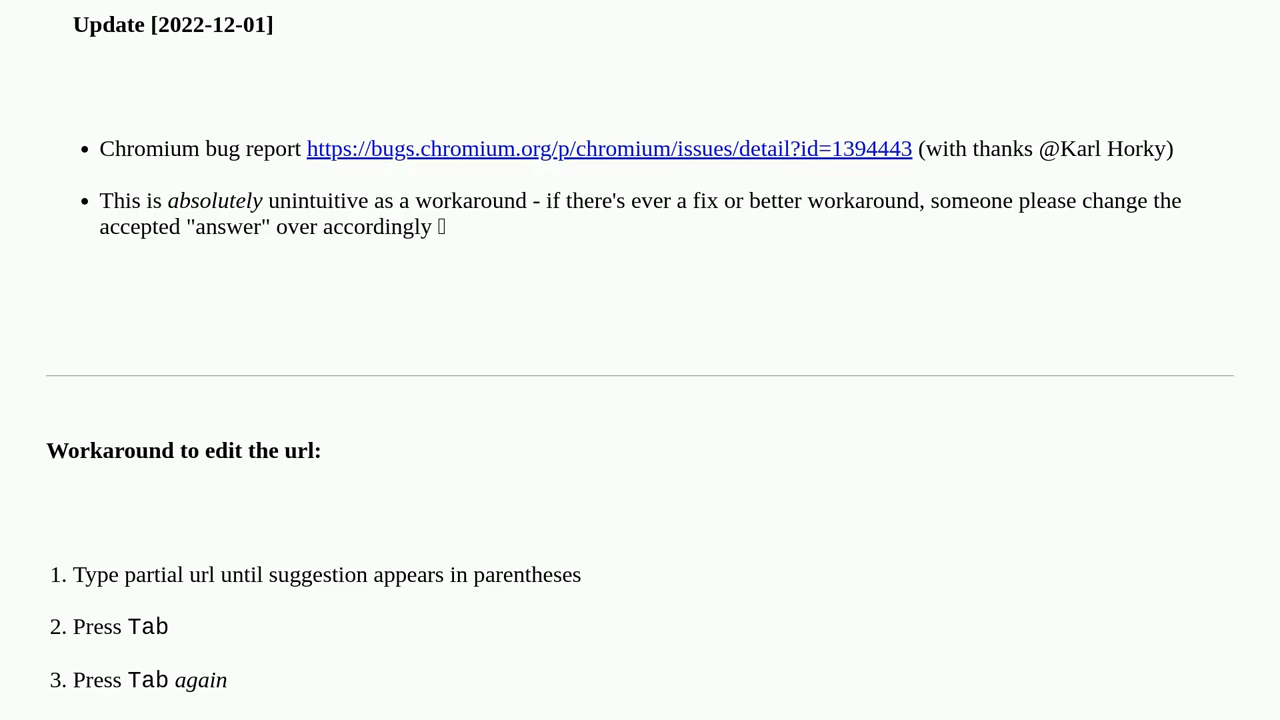 Update [2022-12-01]
• Chromium bug report https://bugs.chromium.org/p/chromium/issues/detail?id=1394443 (with thanks @Karl Horky)
• This is absolutely unintuitive as a workaround - if there's ever a fix or better workaround, someone please change the
accepted "answer" over accordingly
Workaround to edit the url:
1. Type partial url until suggestion appears in parentheses
2. Press Tab
3. Press Tab again